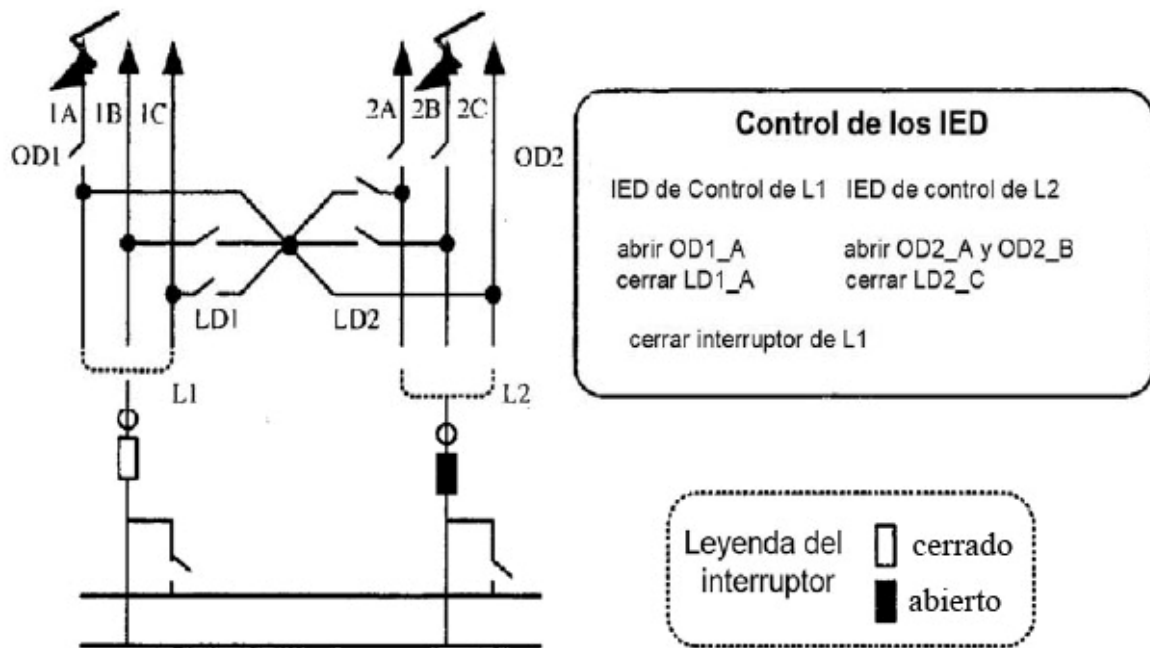 1A 1B 1C
2A 2B 2C
OD1
OD2
LD1
LD2
L1
L2
Control de los IED
IED de Control de L1 IED de control de L2
abrir OD1_A abrir OD2_A y OD2_B
cerrar LD1_A cerrar LD2_C
cerrar interruptor de L1
Leyenda del
interruptor
cerrado
abierto